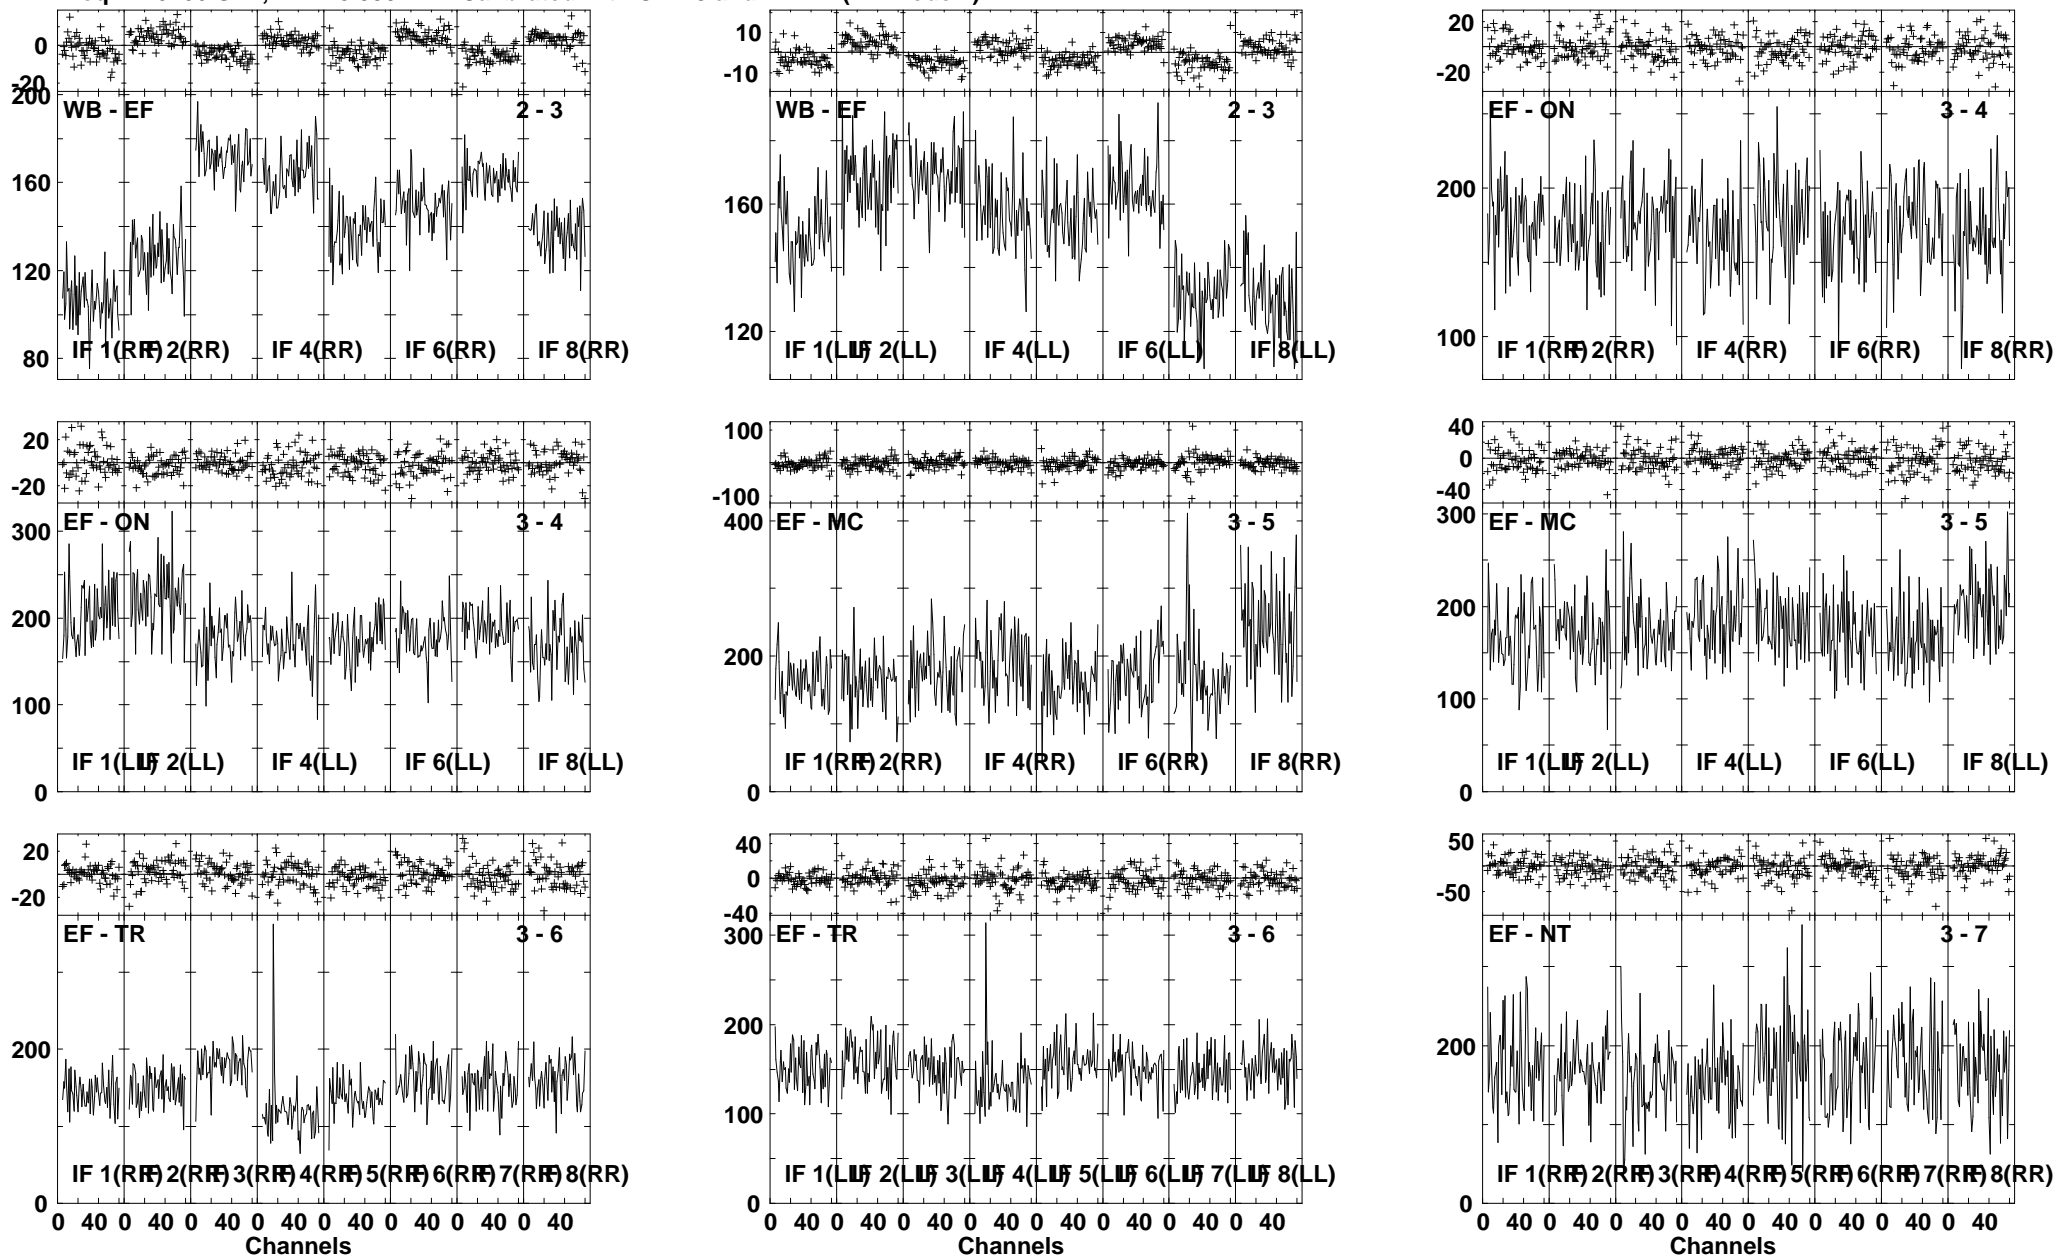 0 10 20
-20 -10 -20
200
WB - EF 2 - 3 WB - EF 2 - 3 EF - ON 3 - 4
160 160 200
120 120 100
80
IF 1(RR) IF 2(RR) IF 4(RR) IF 6(RR) IF 8(RR) IF 1(LL) IF 2(LL) IF 4(LL) IF 6(LL) IF 8(LL) IF 1(RR) IF 2(RR) IF 4(RR) IF 6(RR) IF 8(RR)
20 100 40
-20 -100 0
-40
EF - ON 3 - 4 EF - MC 3 - 5 EF - MC 3 - 5
300 400 300
200 200 200
100 100
IF 1(LL) IF 2(LL) IF 4(LL) IF 6(LL) IF 8(LL) IF 1(RR) IF 2(RR) IF 4(RR) IF 6(RR) IF 8(RR) IF 1(LL) IF 2(LL) IF 4(LL) IF 6(LL) IF 8(LL)
0 0 0
20 40 50
-20 0 -50
-40
EF - TR 3 - 6 EF - TR 3 - 6 EF - NT 3 - 7
200 300 200
200
100
IF 1(RR) IF 2(RR) IF 3(RR) IF 4(RR) IF 5(RR) IF 6(RR) IF 7(RR) IF 8(RR) IF 1(LL) IF 2(LL) IF 3(LL) IF 4(LL) IF 5(LL) IF 6(LL) IF 7(LL) IF 8(LL) IF 1(RR) IF 2(RR) IF 3(RR) IF 4(RR) IF 5(RR) IF 6(RR) IF 7(RR) IF 8(RR)
0 0 0
0 40 0 40 0 40 0 40 0 40 0 40 0 40 0 40 0 40 0 40 0 40 0 40 0 40 0 40 0 40 0 40 0 40 0 40 0 40 0 40 0 40 0 40 0 40 0 40
Channels Channels Channels